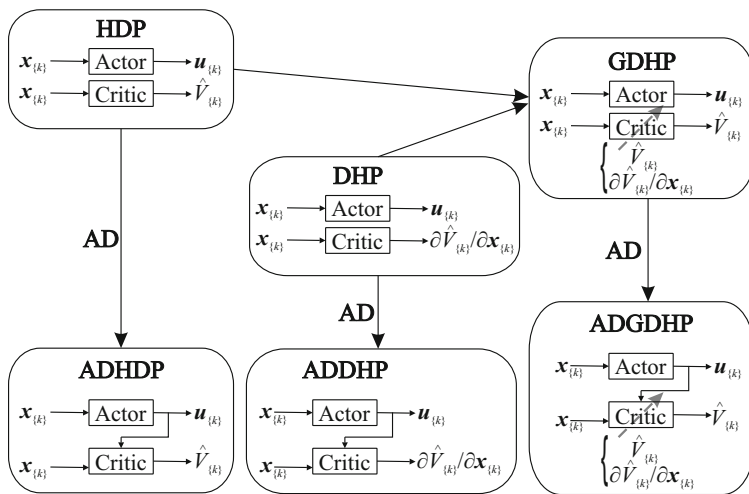 HDP
x{k} Actor u{k}
x{k} Critic V̂{k}
GDHP
x{k} Actor u{k}
x{k} Critic V̂{k}
{ V̂{k}
∂V̂{k}/∂x{k}
DHP
x{k} Actor u{k}
x{k} Critic ∂V̂{k}/∂x{k}
AD
AD
AD
ADHDP
x{k} Actor u{k}
x{k} Critic V̂{k}
ADDHP
x{k} Actor u{k}
x{k} Critic ∂V̂{k}/∂x{k}
ADGDHP
x{k} Actor u{k}
x{k} Critic V̂{k}
{ V̂{k}
∂V̂{k}/∂x{k}